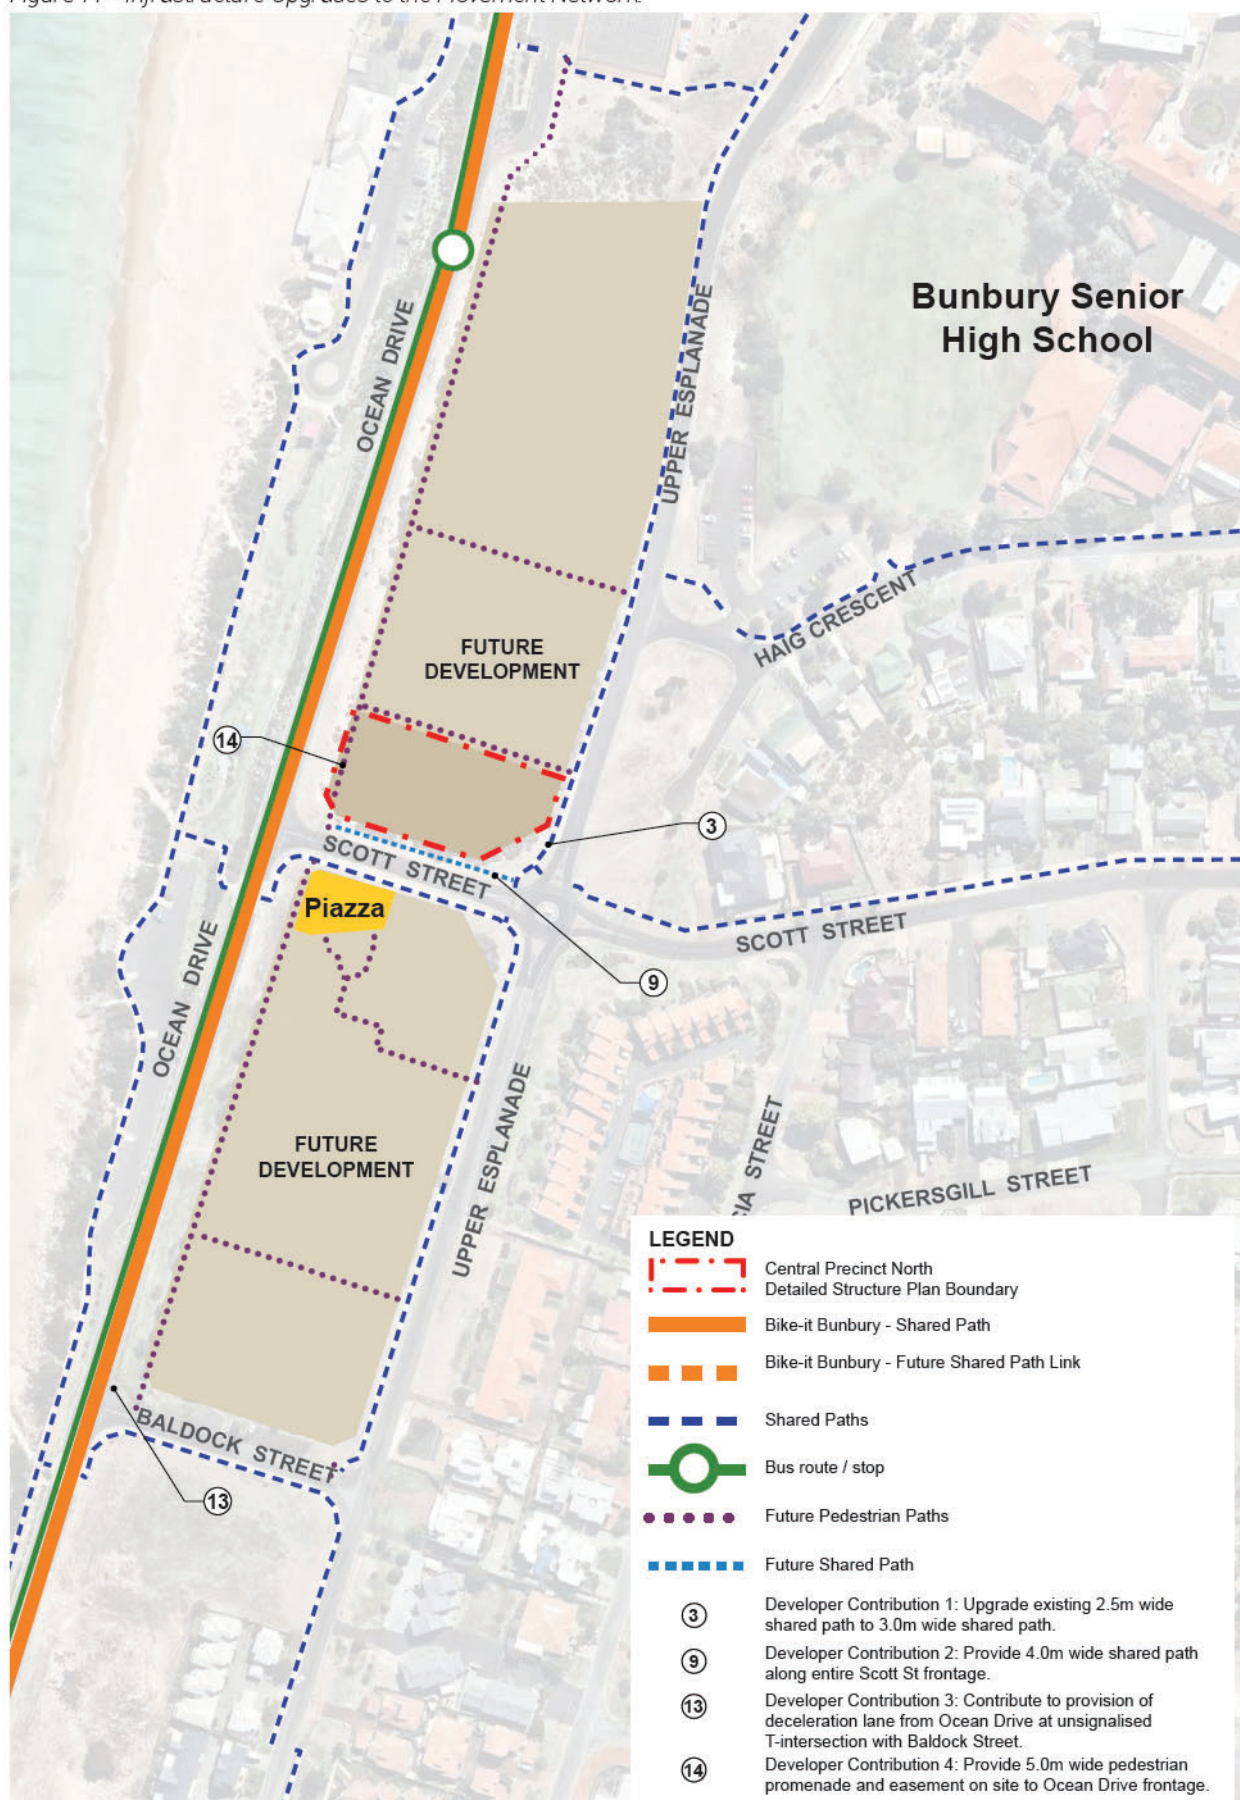 OCEAN DRIVE
UPPER ESPLANADE
Bunbury Senior
High School
HAIG CRESCENT
FUTURE
DEVELOPMENT
14
3
SCOTT STREET
Piazza
SCOTT STREET
9
OCEAN DRIVE
UPPER ESPLANADE
FUTURE
DEVELOPMENT
CIA STREET
PICKERSGILL STREET
BALDOCK STREET
13
LEGEND
Central Precinct North
Detailed Structure Plan Boundary
Bike-it Bunbury - Shared Path
Bike-it Bunbury - Future Shared Path Link
Shared Paths
Bus route / stop
Future Pedestrian Paths
Future Shared Path
3 Developer Contribution 1: Upgrade existing 2.5m wide
shared path to 3.0m wide shared path.
9 Developer Contribution 2: Provide 4.0m wide shared path
along entire Scott St frontage.
13 Developer Contribution 3: Contribute to provision of
deceleration lane from Ocean Drive at unsignalised
T-intersection with Baldock Street.
14 Developer Contribution 4: Provide 5.0m wide pedestrian
promenade and easement on site to Ocean Drive frontage.